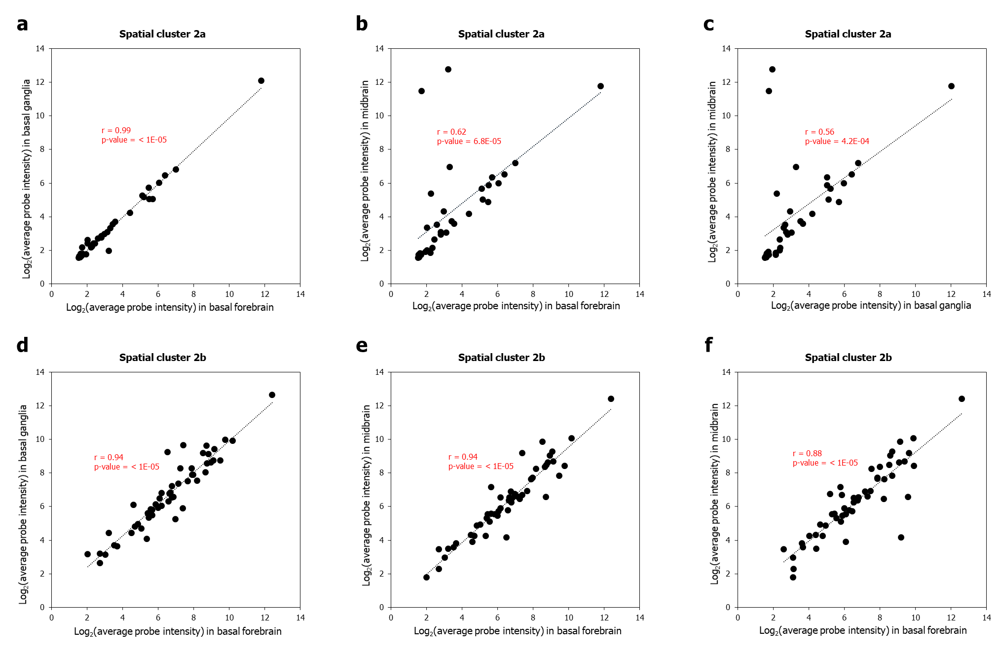 a
Spatial cluster 2a
Log2(average probe intensity) in basal ganglia
14
12
10
8
6
4
2
0
r = 0.99
p-value = < 1E-05
0 2 4 6 8 10 12 14
Log2(average probe intensity) in basal forebrain
b
Spatial cluster 2a
Log2(average probe intensity) in midbrain
14
12
10
8
6
4
2
0
r = 0.62
p-value = 6.8E-05
0 2 4 6 8 10 12 14
Log2(average probe intensity) in basal forebrain
c
Spatial cluster 2a
Log2(average probe intensity) in midbrain
14
12
10
8
6
4
2
0
r = 0.56
p-value = 4.2E-04
0 2 4 6 8 10 12 14
Log2(average probe intensity) in basal ganglia
d
Spatial cluster 2b
Log2(average probe intensity) in basal ganglia
14
12
10
8
6
4
2
0
r = 0.94
p-value = < 1E-05
0 2 4 6 8 10 12 14
Log2(average probe intensity) in basal forebrain
e
Spatial cluster 2b
Log2(average probe intensity) in midbrain
14
12
10
8
6
4
2
0
r = 0.94
p-value = < 1E-05
0 2 4 6 8 10 12 14
Log2(average probe intensity) in basal forebrain
f
Spatial cluster 2b
Log2(average probe intensity) in midbrain
14
12
10
8
6
4
2
0
r = 0.88
p-value = < 1E-05
0 2 4 6 8 10 12 14
Log2(average probe intensity) in basal forebrain